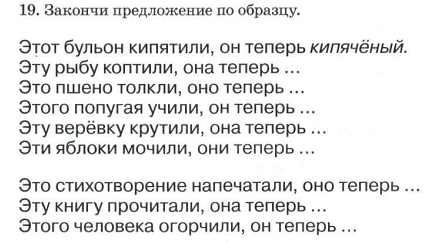 19. Закончи предложение по образцу.
Этот бульон кипятили, он теперь кипячёный.
Эту рыбу коптили, она теперь ...
Это пшено толкли, оно теперь ...
Этого попугая учили, он теперь ...
Эту верёвку крутили, она теперь ...
Эти яблоки мочили, они теперь ...
Это стихотворение напечатали, оно теперь ...
Эту книгу прочитали, она теперь ...
Этого человека огорчили, он теперь ...